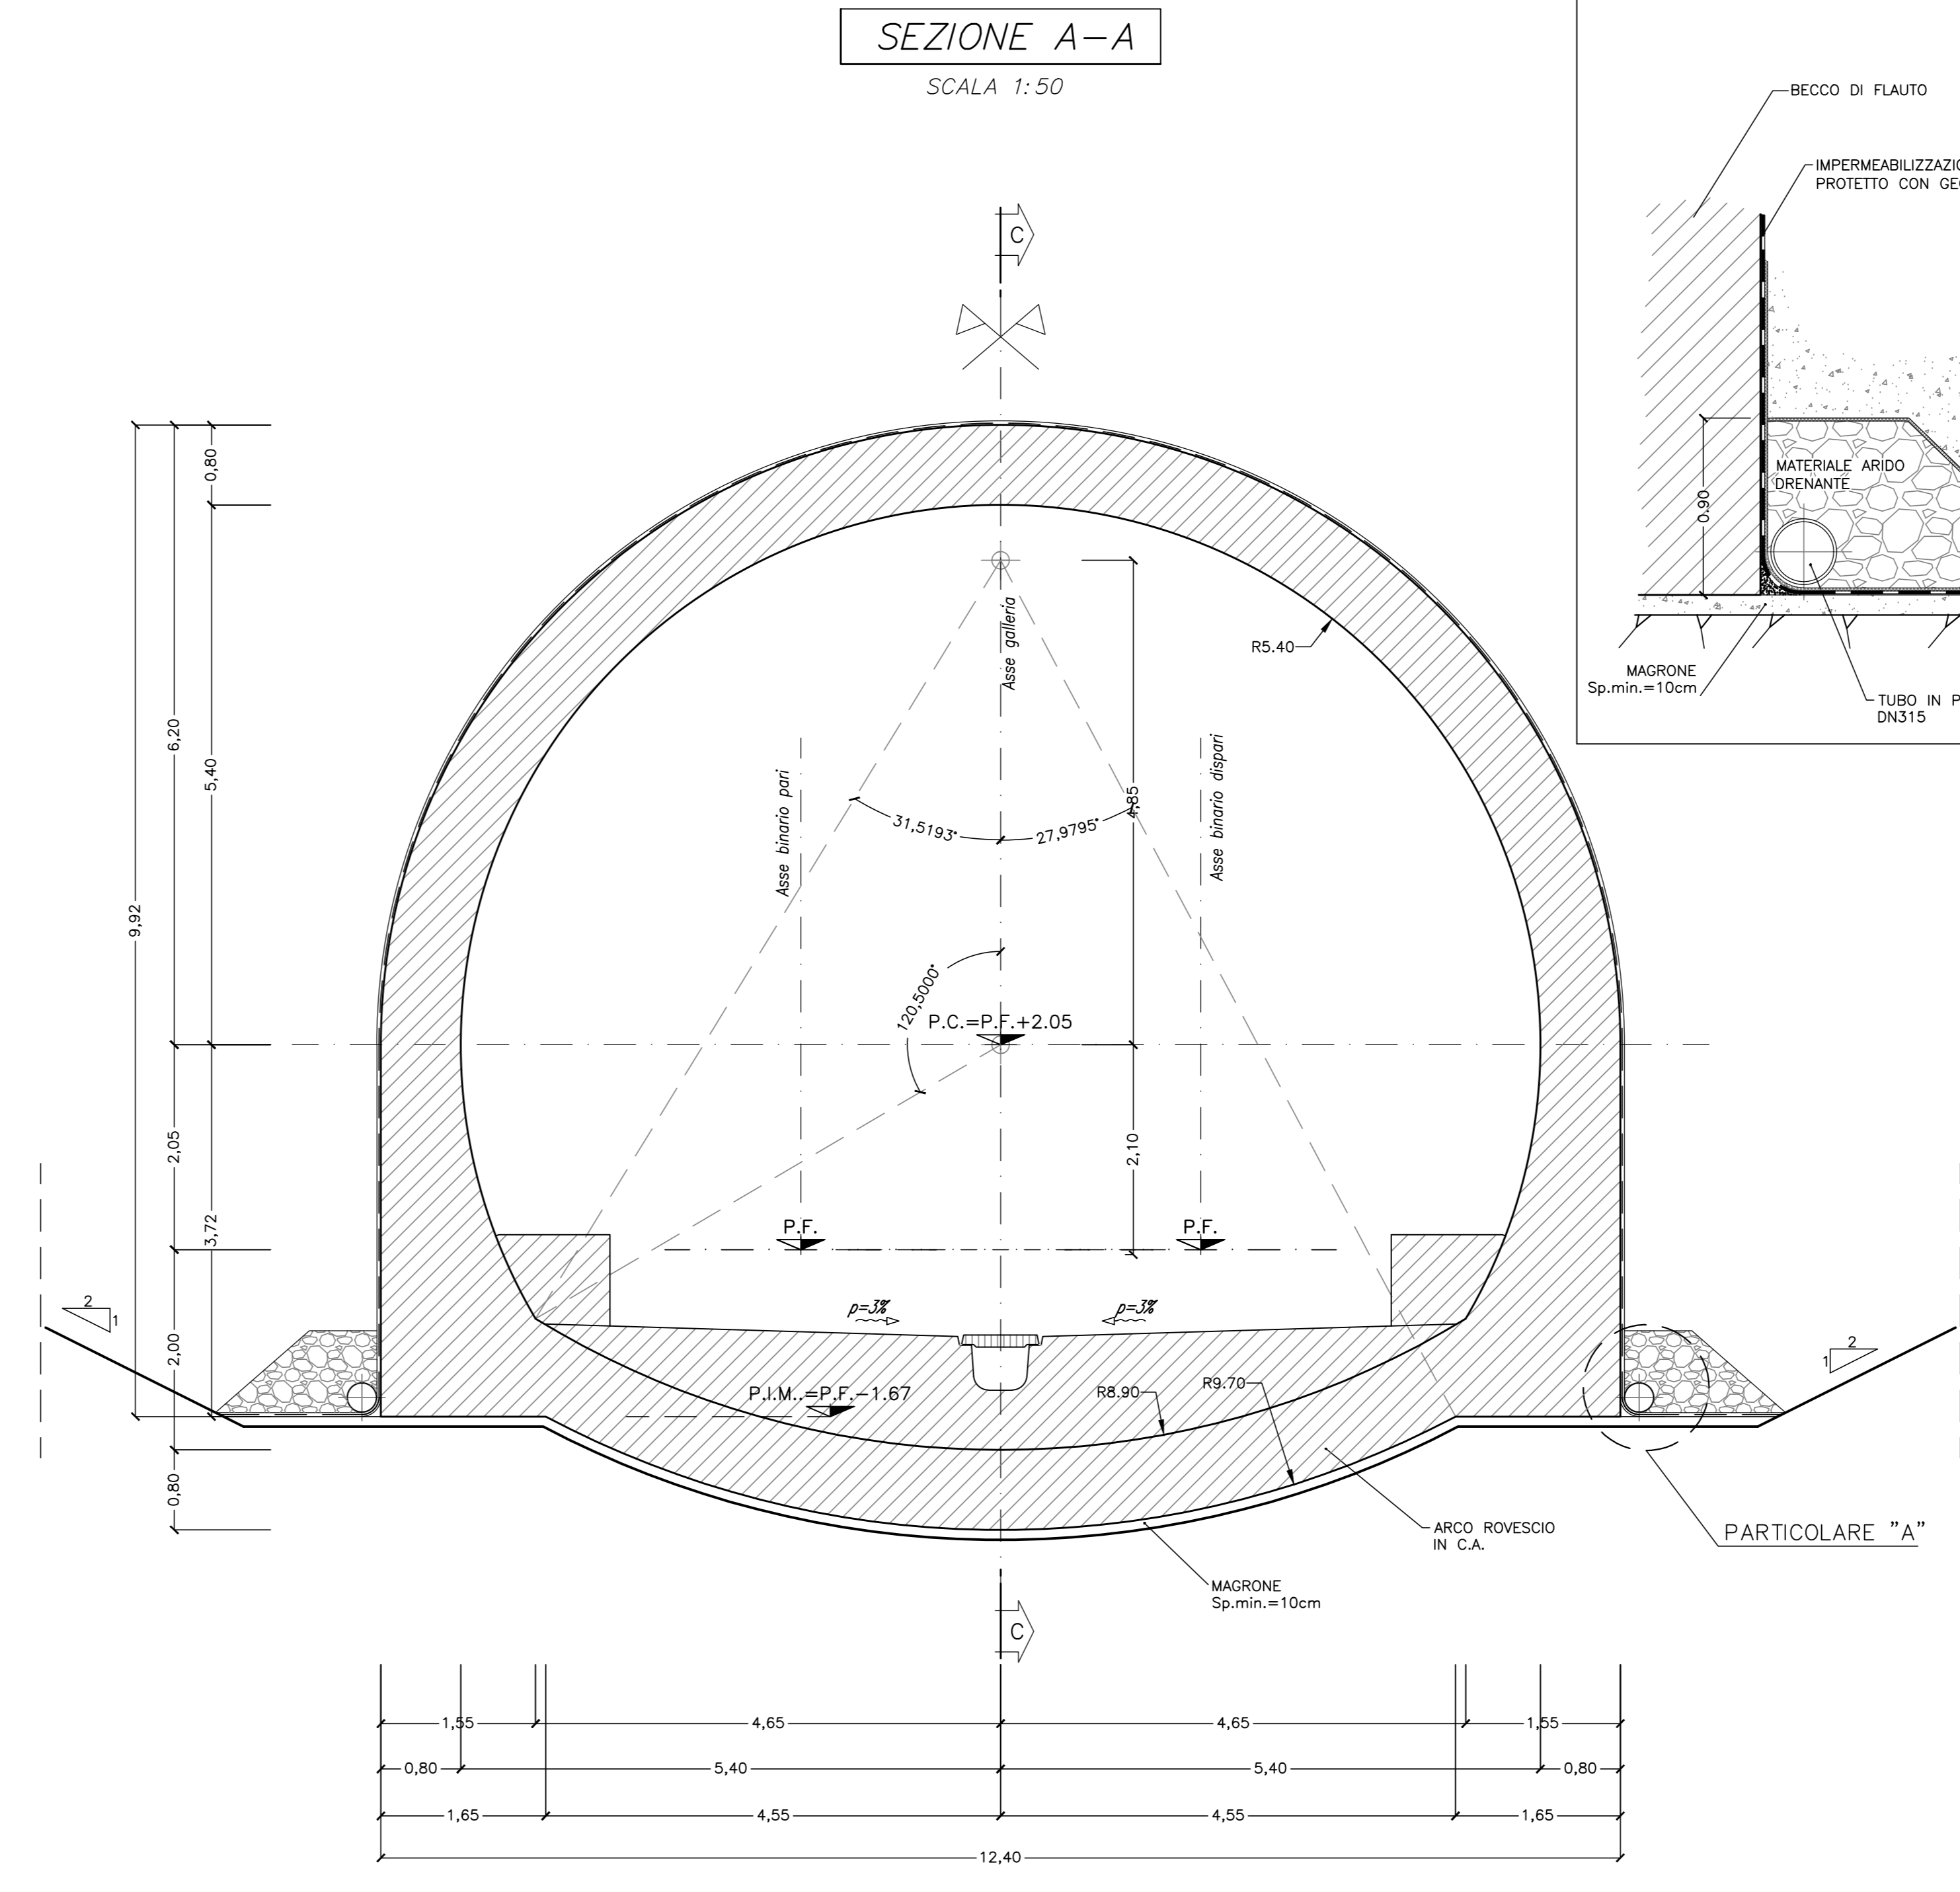 SEZIONE A-A
SCALA 1:50
BECCO DI FLAUTO
IMPERMEABILIZZAZIO
PROTETTO CON GE
MATERIALE ARIDO
DRENANTE
0.90
MAGRONE
Sp.min.=10cm
TUBO IN P
DN315
C
0,80
6,20
5,40
9,92
2,05
3,72
2,00
0,80
Asse galleria
R5.40
4,85
Asse binario pari
Asse binario dispari
31,5193°
27,9795°
120,5000°
P.C.=P.F.+2.05
2,10
P.F.
P.F.
p=3%
p=3%
2
1
2
1
P.I.M..=P.F.-1.67
R8.90
R9.70
ARCO ROVESCIO
IN C.A.
PARTICOLARE "A"
MAGRONE
Sp.min.=10cm
C
1,55 4,65 4,65 1,55
0,80 5,40 5,40 0,80
1,65 4,55 4,55 1,65
12,40